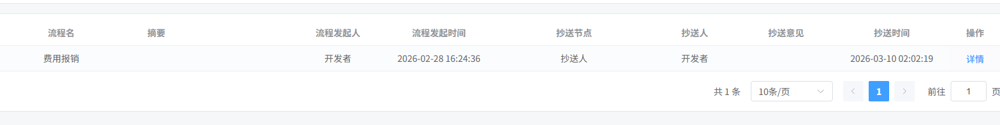 流程名 摘要 流程发起人 流程发起时间 抄送节点 抄送人 抄送意见 抄送时间 操作
费用报销 开发者 2026-02-28 16:24:36 抄送人 开发者 2026-03-10 02:02:19 详情
共 1 条 10条/页 1 前往 1 页